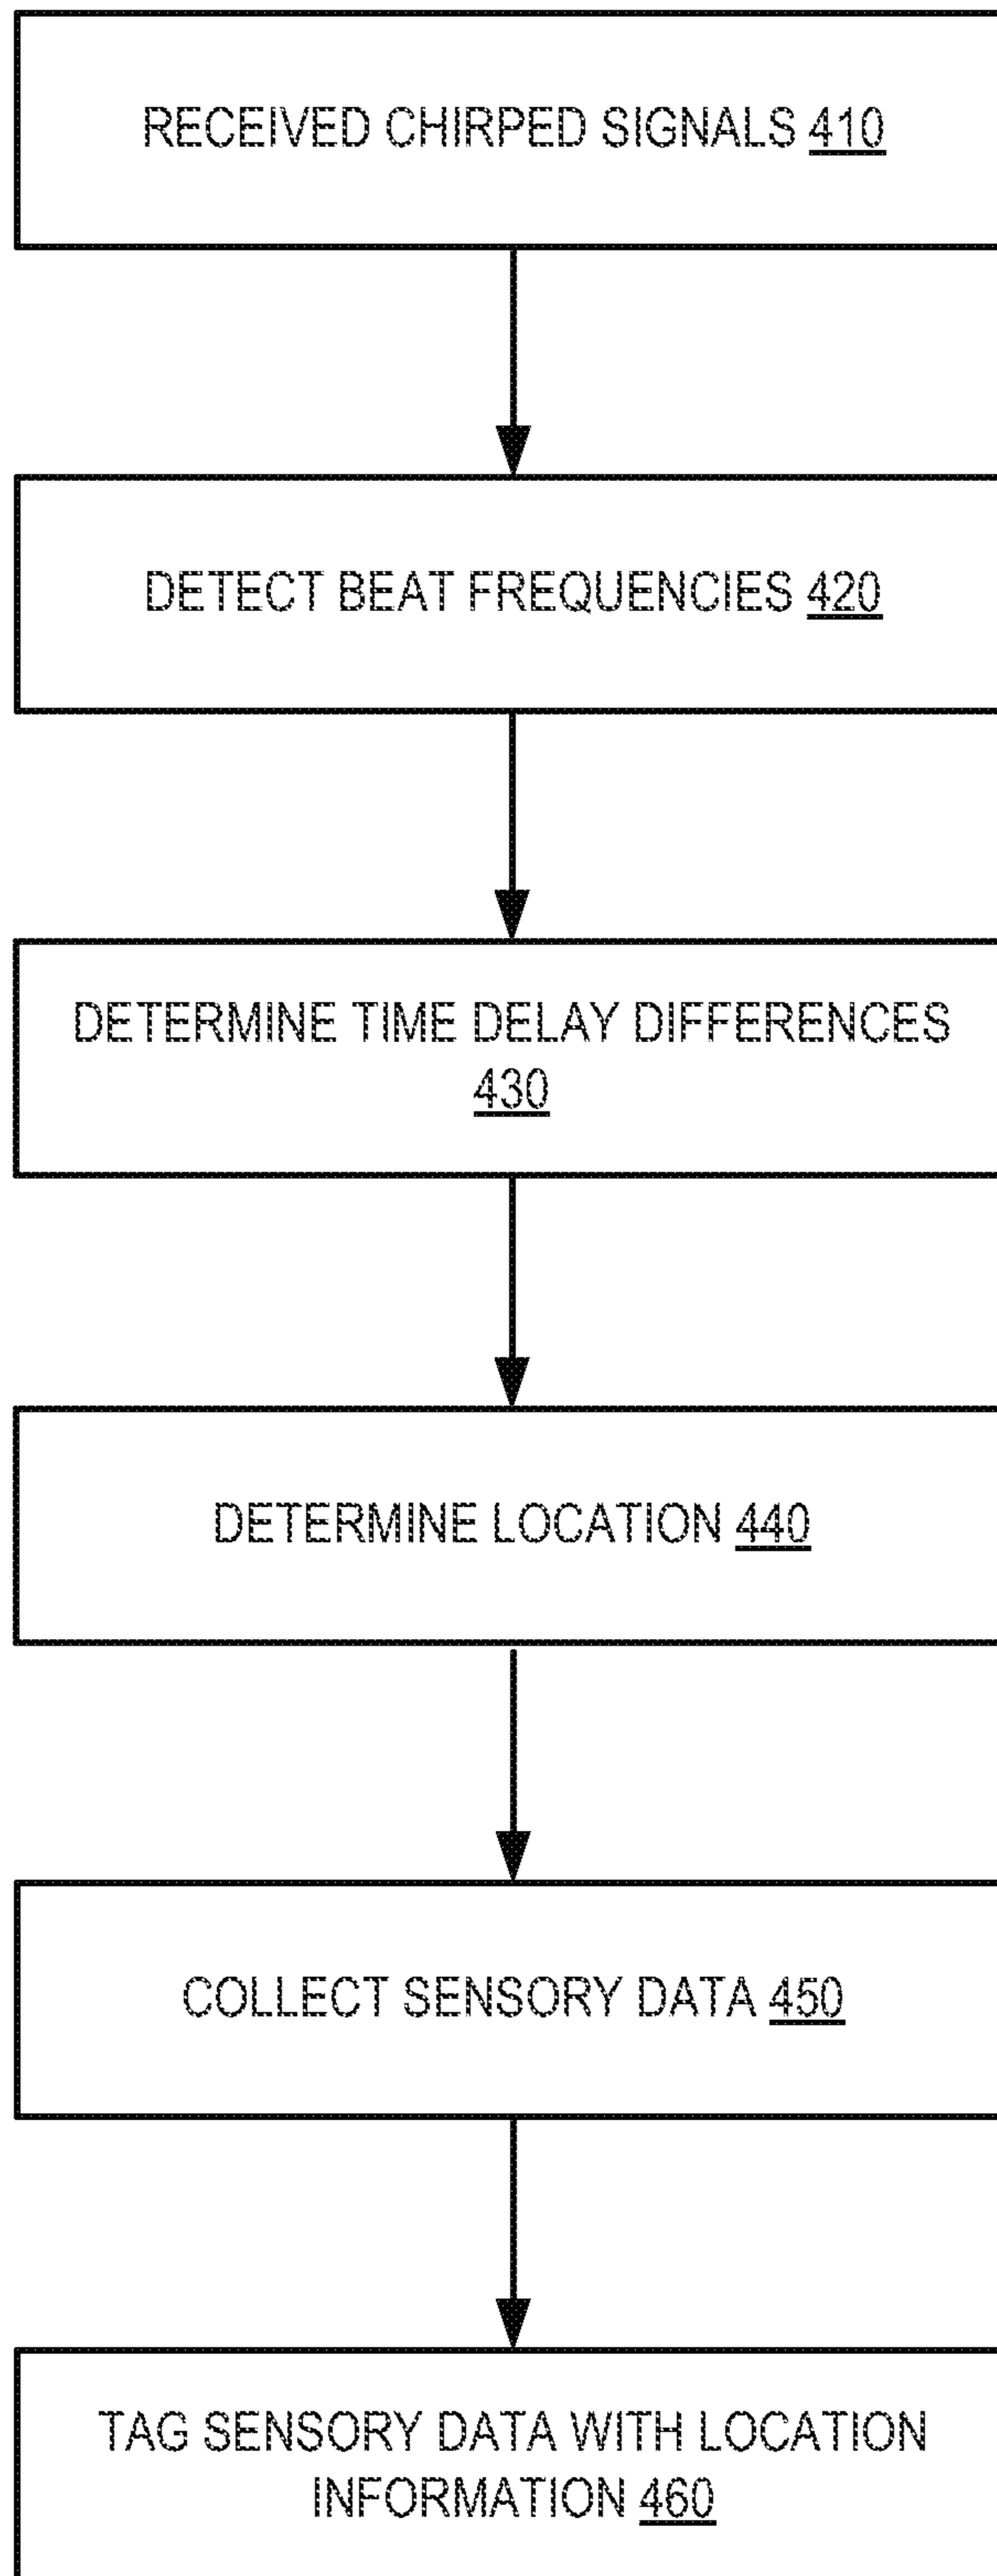 RECEIVED CHIRPED SIGNALS 410
DETECT BEAT FREQUENCIES 420
DETERMINE TIME DELAY DIFFERENCES
430
DETERMINE LOCATION 440
COLLECT SENSORY DATA 450
TAG SENSORY DATA WITH LOCATION
INFORMATION 460